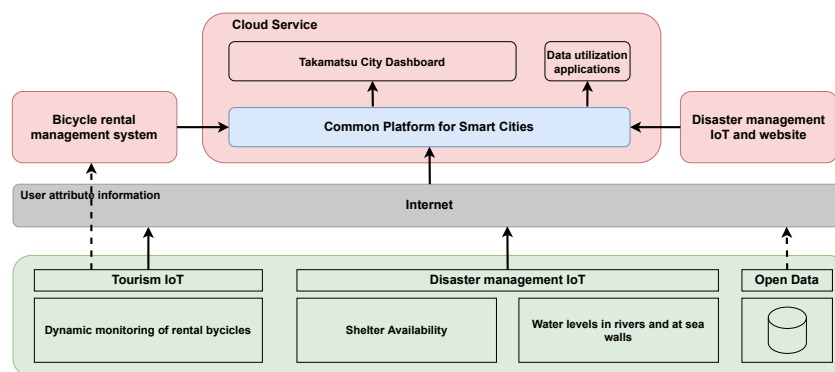 Cloud Service
Takamatsu City Dashboard
Data utilization
applications
Bicycle rental
management system
Common Platform for Smart Cities
Disaster management
IoT and website
User attribute information
Internet
Tourism IoT
Disaster management IoT
Open Data
Dynamic monitoring of rental bycicles
Shelter Availability
Water levels in rivers and at sea
walls